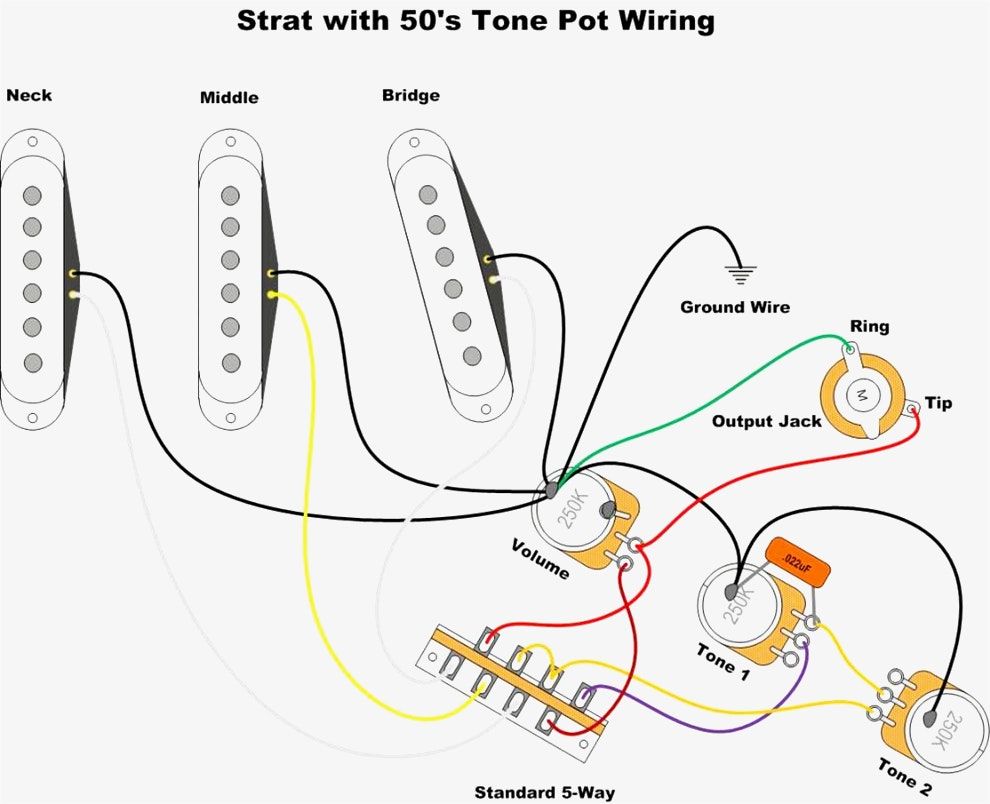 Strat with 50's Tone Pot Wiring
Neck
Middle
Bridge
Ground Wire
Ring
M
Tip
Output Jack
250K
Volume
.022uF
250K
Tone 1
250K
Tone 2
Standard 5-Way